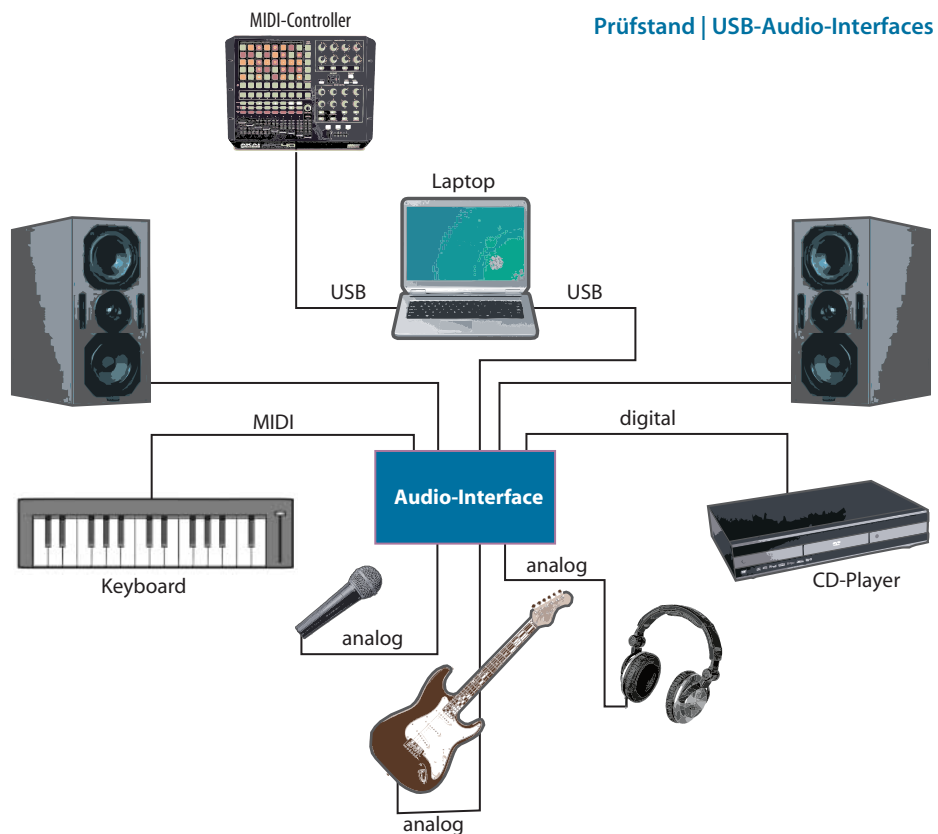 MIDI-Controller
Prüfstand | USB-Audio-Interfaces
AKAI
Laptop
USB
USB
MIDI
digital
Audio-Interface
Keyboard
analog
CD-Player
analog
analog